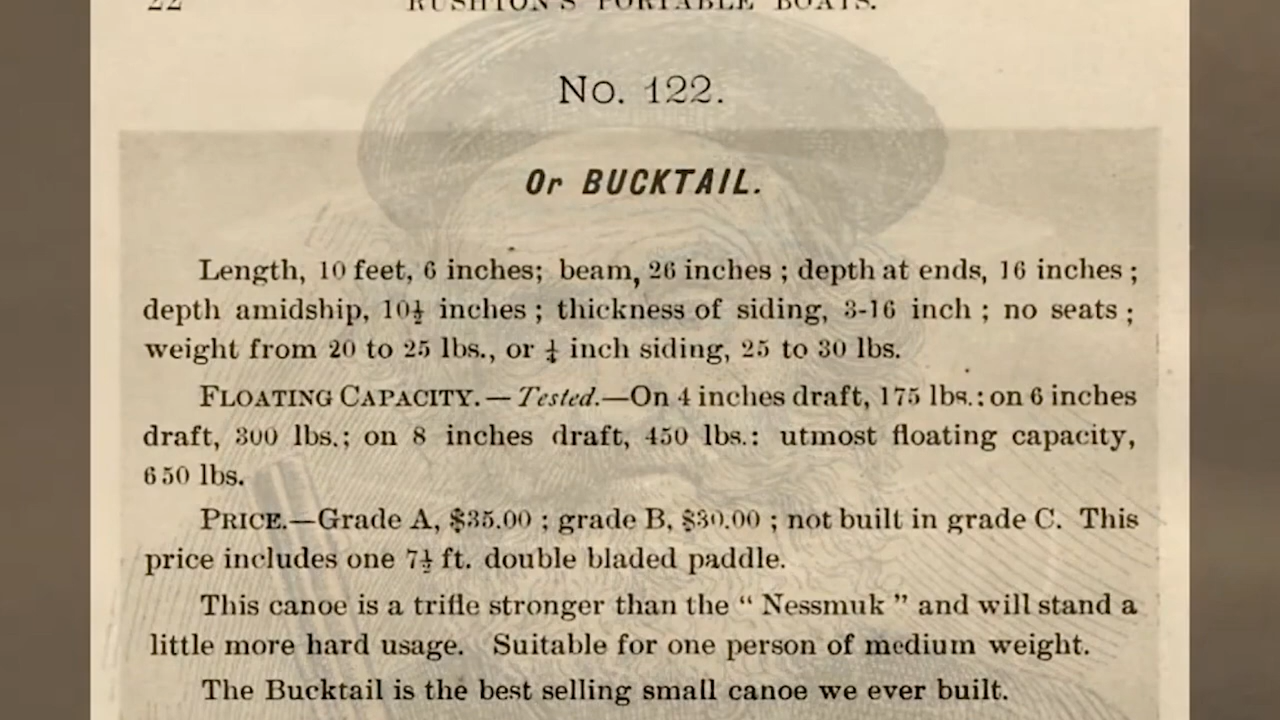 22 RUSHTON'S PORTABLE BOATS.
No. 122.
Or BUCKTAIL.
Length, 10 feet, 6 inches; beam, 26 inches ; depth at ends, 16 inches ;
depth amidship, 10½ inches ; thickness of siding, 3-16 inch ; no seats ;
weight from 20 to 25 lbs., or ¼ inch siding, 25 to 30 lbs.
FLOATING CAPACITY.—Tested.—On 4 inches draft, 175 lbs.: on 6 inches
draft, 300 lbs.; on 8 inches draft, 450 lbs.: utmost floating capacity,
650 lbs.
PRICE.—Grade A, $35.00 ; grade B, $30.00 ; not built in grade C. This
price includes one 7½ ft. double bladed paddle.
This canoe is a trifle stronger than the “ Nessmuk ” and will stand a
little more hard usage. Suitable for one person of medium weight.
The Bucktail is the best selling small canoe we ever built.